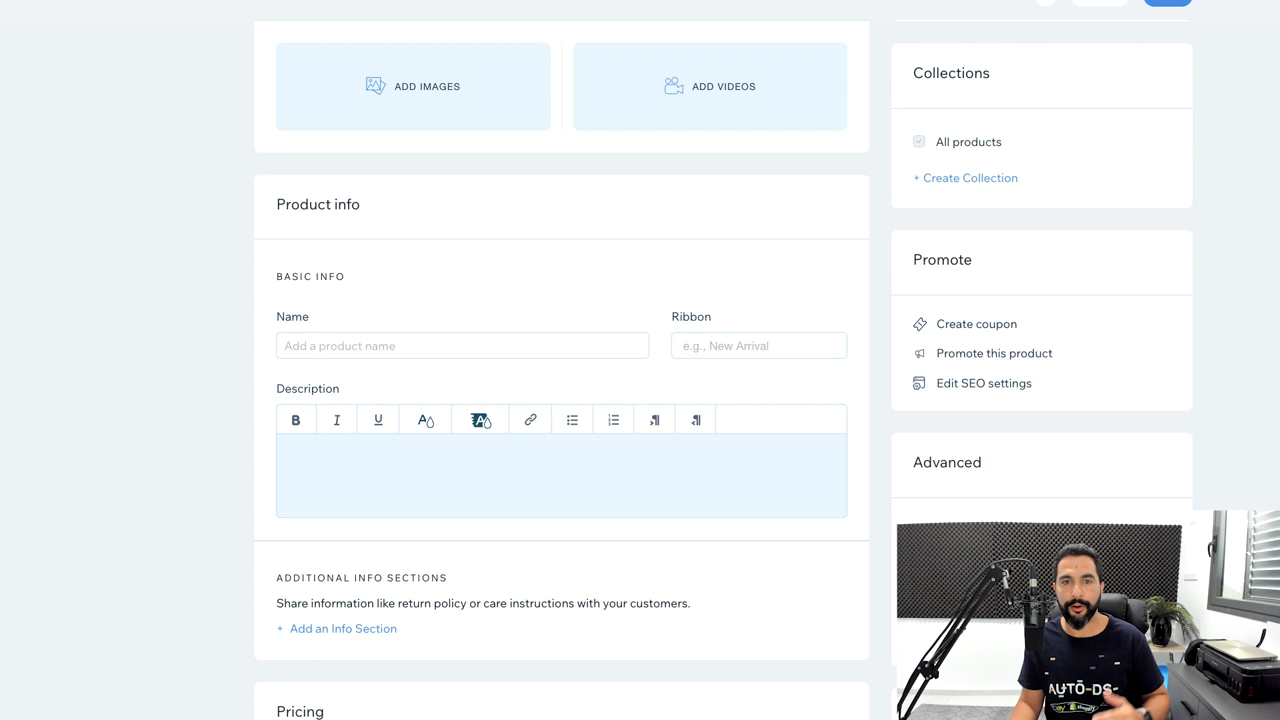 ADD IMAGES
ADD VIDEOS
Product info
BASIC INFO
Name
Ribbon
Add a product name
e.g., New Arrival
Description
B I U A A
ADDITIONAL INFO SECTIONS
Share information like return policy or care instructions with your customers.
+ Add an Info Section
Pricing
Collections
All products
+ Create Collection
Promote
Create coupon
Promote this product
Edit SEO settings
Advanced
AUTO-DS-
shopify